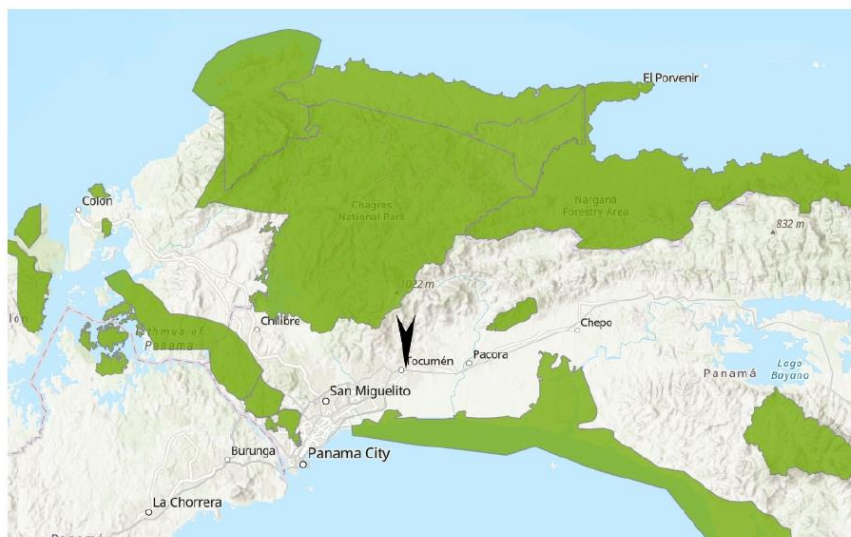 El Porvenir
Colon
Chagres
National Park
Narganá
Forestry Area
832 m
1022 m
Chilibre
Isthmus of
Panama
Tocumén
Pacora
Chepo
Panamá
Lago
Bayano
San Miguelito
Burunga
Panama City
La Chorrera